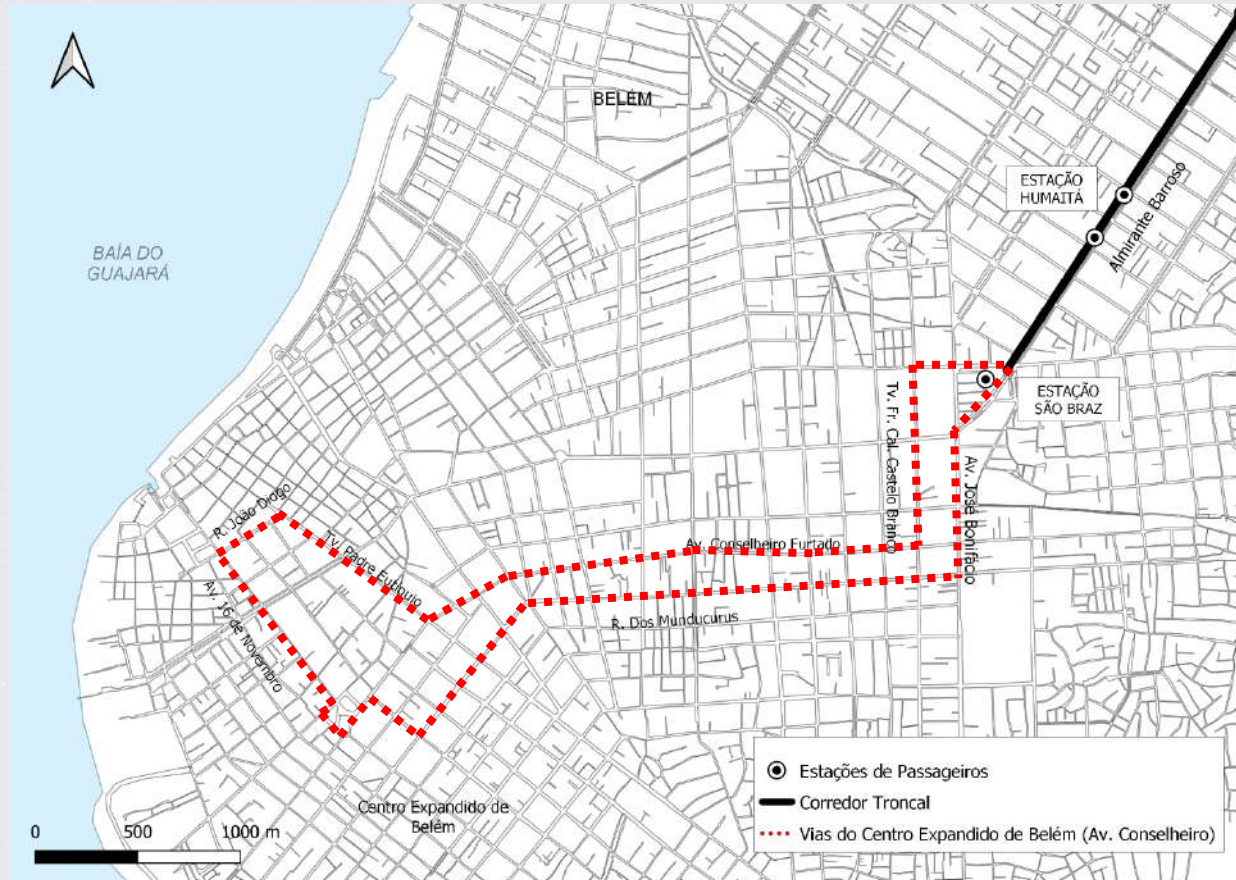 BELÉM
ESTAÇÃO
HUMAITÁ
Almirante Barroso
BAÍA DO
GUAJARÁ
ESTAÇÃO
SÃO BRAZ
Tv. Fr. Cal. Castelo Branco
Av. José Bonifácio
R. João Diogo
Tv. Padre Eutíquio
Av. Conselheiro Furtado
Av. 16 de Novembro
R. Dos Munducurus
Centro Expandido de
Belém
Estações de Passageiros
Corredor Troncal
Vias do Centro Expandido de Belém (Av. Conselheiro)
0 500 1000 m